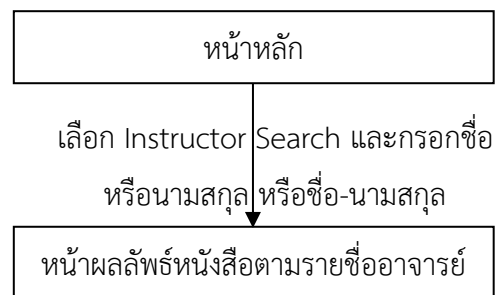 หน้าหลัก
เลือก Instructor Search และกรอกชื่อ
หรือนามสกุล หรือชื่อ-นามสกุล
หน้าผลลัพธ์หนังสือตามรายชื่ออาจารย์